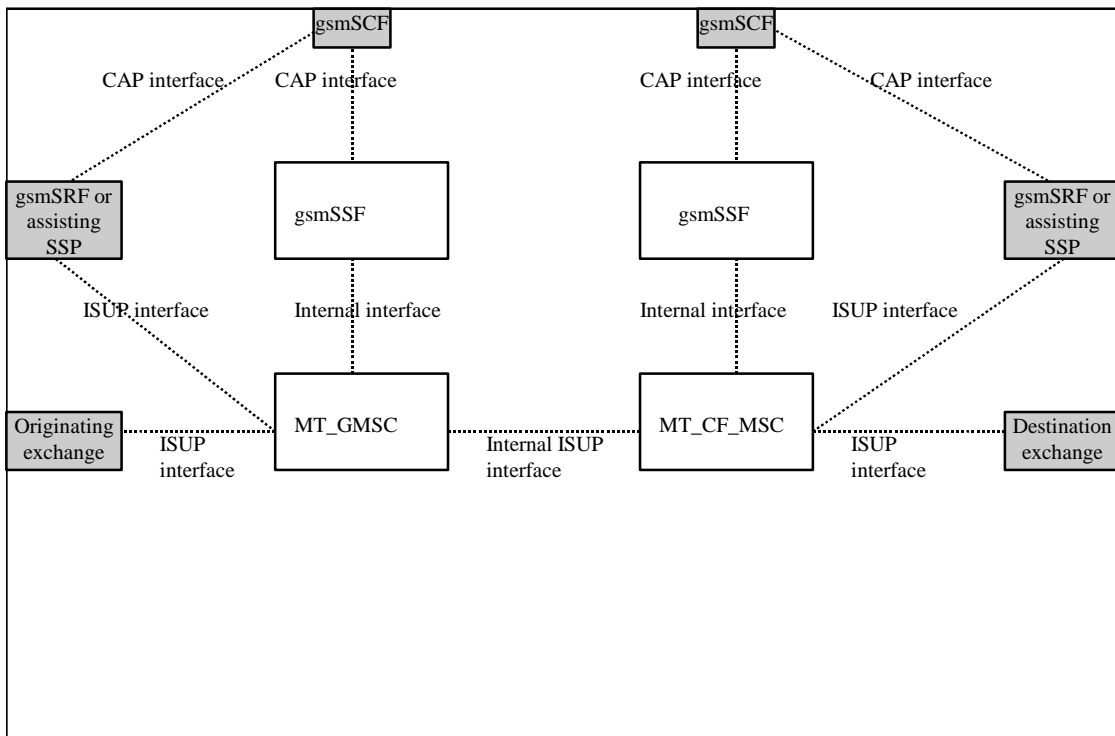 gsmSCF
gsmSCF
CAP interface
CAP interface
CAP interface
CAP interface
gsmSRF or
assisting
SSP
gsmSSF
gsmSSF
gsmSRF or
assisting
SSP
ISUP interface
Internal interface
Internal interface
ISUP interface
Originating
exchange
ISUP
interface
MT_GMSC
Internal ISUP
interface
MT_CF_MSC
ISUP
interface
Destination
exchange